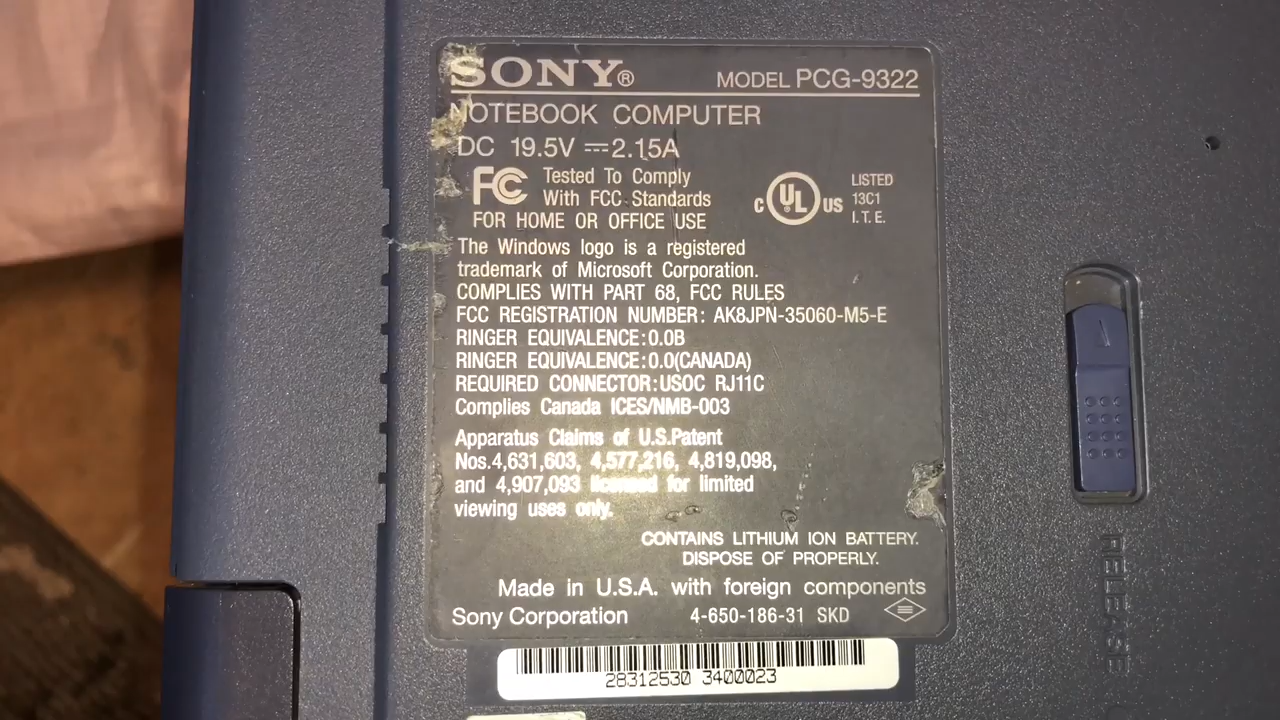 SONY® MODEL PCG-9322
NOTEBOOK COMPUTER
DC 19.5V ⎓ 2.15A
FC Tested To Comply
With FCC Standards
FOR HOME OR OFFICE USE
C UL US LISTED
13C1
I.T.E.
The Windows logo is a registered
trademark of Microsoft Corporation.
COMPLIES WITH PART 68, FCC RULES
FCC REGISTRATION NUMBER: AK8JPN-35060-M5-E
RINGER EQUIVALENCE:0.0B
RINGER EQUIVALENCE:0.0(CANADA)
REQUIRED CONNECTOR:USOC RJ11C
Complies Canada ICES/NMB-003
Apparatus Claims of U.S.Patent
Nos.4,631,603, 4,577,216, 4,819,098,
and 4,907,093 licensed for limited
viewing uses only.
CONTAINS LITHIUM ION BATTERY.
DISPOSE OF PROPERLY.
Made in U.S.A. with foreign components
Sony Corporation 4-650-186-31 SKD
28312530 3400023
RELEASE